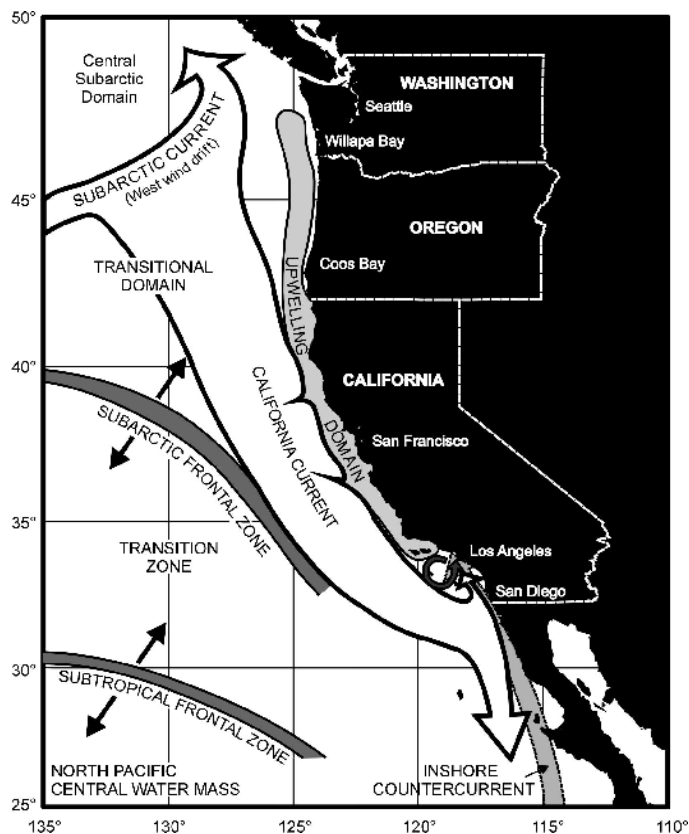 50°
Central
Subarctic
Domain
WASHINGTON
Seattle
Willapa Bay
SUBARCTIC CURRENT
(West wind drift)
45°
OREGON
TRANSITIONAL
DOMAIN
Coos Bay
UPWELLING
DOMAIN
40°
CALIFORNIA
CALIFORNIA CURRENT
SUBARCTIC FRONTAL ZONE
San Francisco
35°
TRANSITION
ZONE
Los Angeles
San Diego
30°
SUBTROPICAL FRONTAL ZONE
NORTH PACIFIC
CENTRAL WATER MASS
INSHORE
COUNTERCURRENT
25°
135°
130°
125°
120°
115°
110°